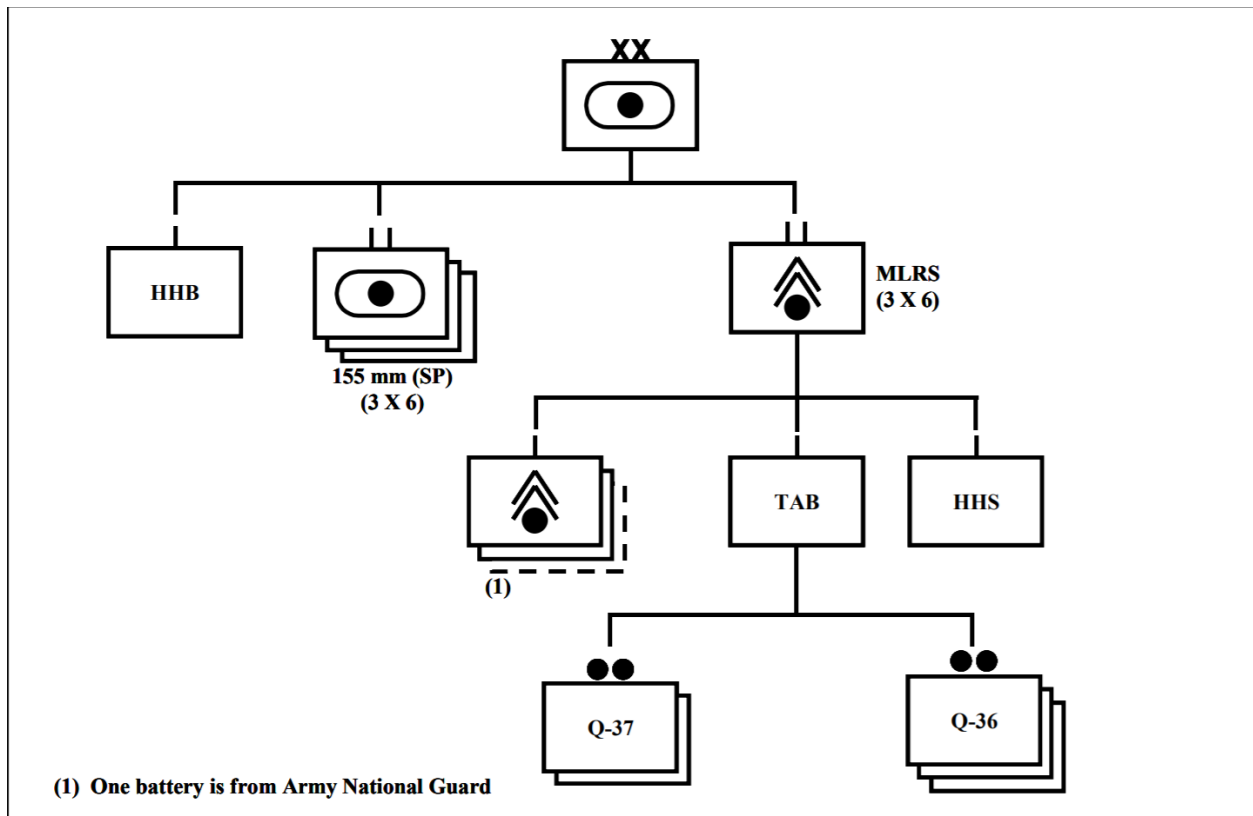 XX
HHB
155 mm (SP)
(3 X 6)
MLRS
(3 X 6)
(1)
TAB
HHS
Q-37
Q-36
(1) One battery is from Army National Guard